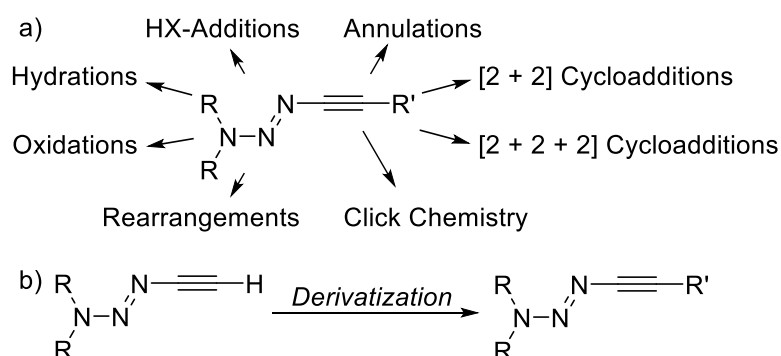 a)
HX-Additions Annulations
Hydrations [2 + 2] Cycloadditions
R N R'
N N
Oxidations [2 + 2 + 2] Cycloadditions
R
Rearrangements Click Chemistry
b)
R N H Derivatization R N R'
N N N N
R R